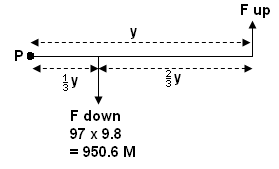 F up
y
P
⅓y
⅔y
F down
97 x 9.8
= 950.6 M